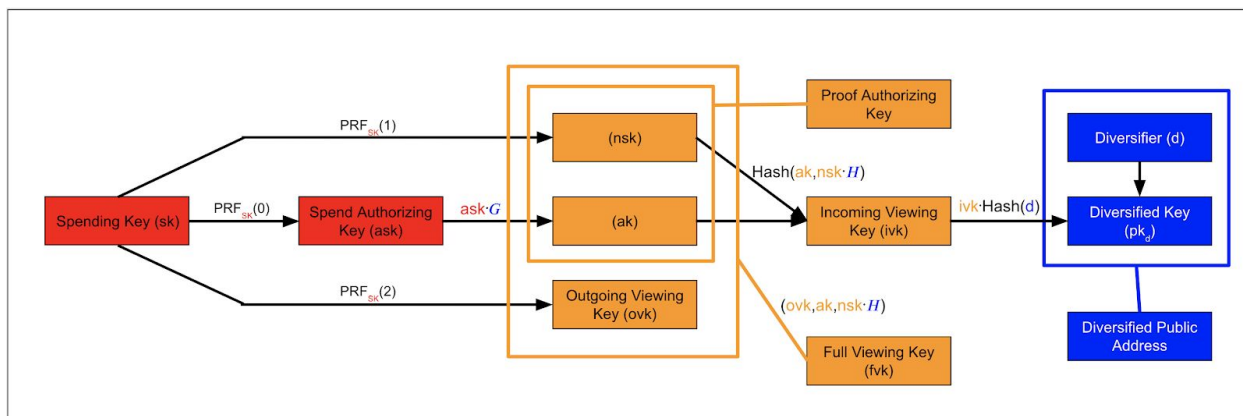 Proof Authorizing
Key
PRF_SK(1)
(nsk)
Diversifier (d)
Hash(ak,nsk·H)
Spending Key (sk)
PRF_SK(0)
Spend Authorizing
Key (ask)
ask·G
(ak)
Incoming Viewing
Key (ivk)
ivk·Hash(d)
Diversified Key
(pk_d)
PRF_SK(2)
Outgoing Viewing
Key (ovk)
(ovk,ak,nsk·H)
Full Viewing Key
(fvk)
Diversified Public
Address